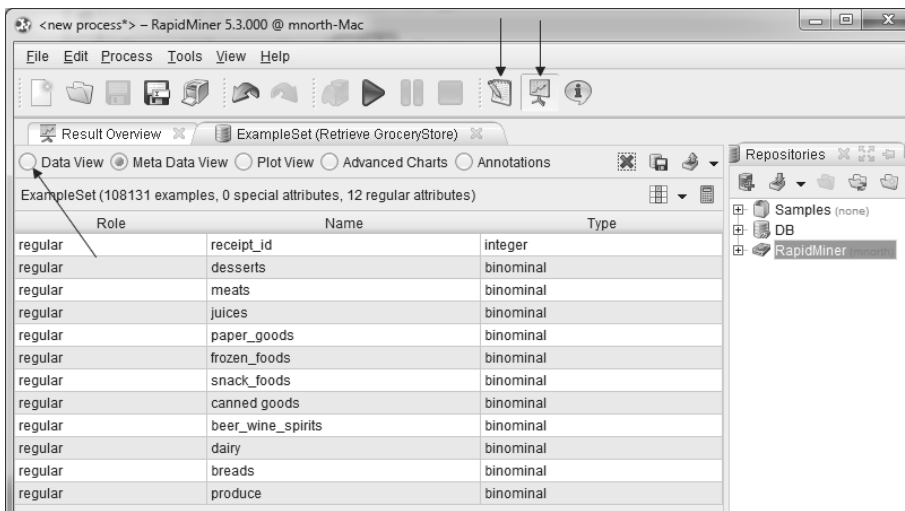 <new process*> – RapidMiner 5.3.000 @ mnorth-Mac
File Edit Process Tools View Help
Result Overview ExampleSet (Retrieve GroceryStore)
Data View Meta Data View Plot View Advanced Charts Annotations
ExampleSet (108131 examples, 0 special attributes, 12 regular attributes)
Role Name Type
regular receipt_id integer
regular desserts binominal
regular meats binominal
regular juices binominal
regular paper_goods binominal
regular frozen_foods binominal
regular snack_foods binominal
regular canned goods binominal
regular beer_wine_spirits binominal
regular dairy binominal
regular breads binominal
regular produce binominal
Repositories
Samples (none)
DB
RapidMiner (mnorth)